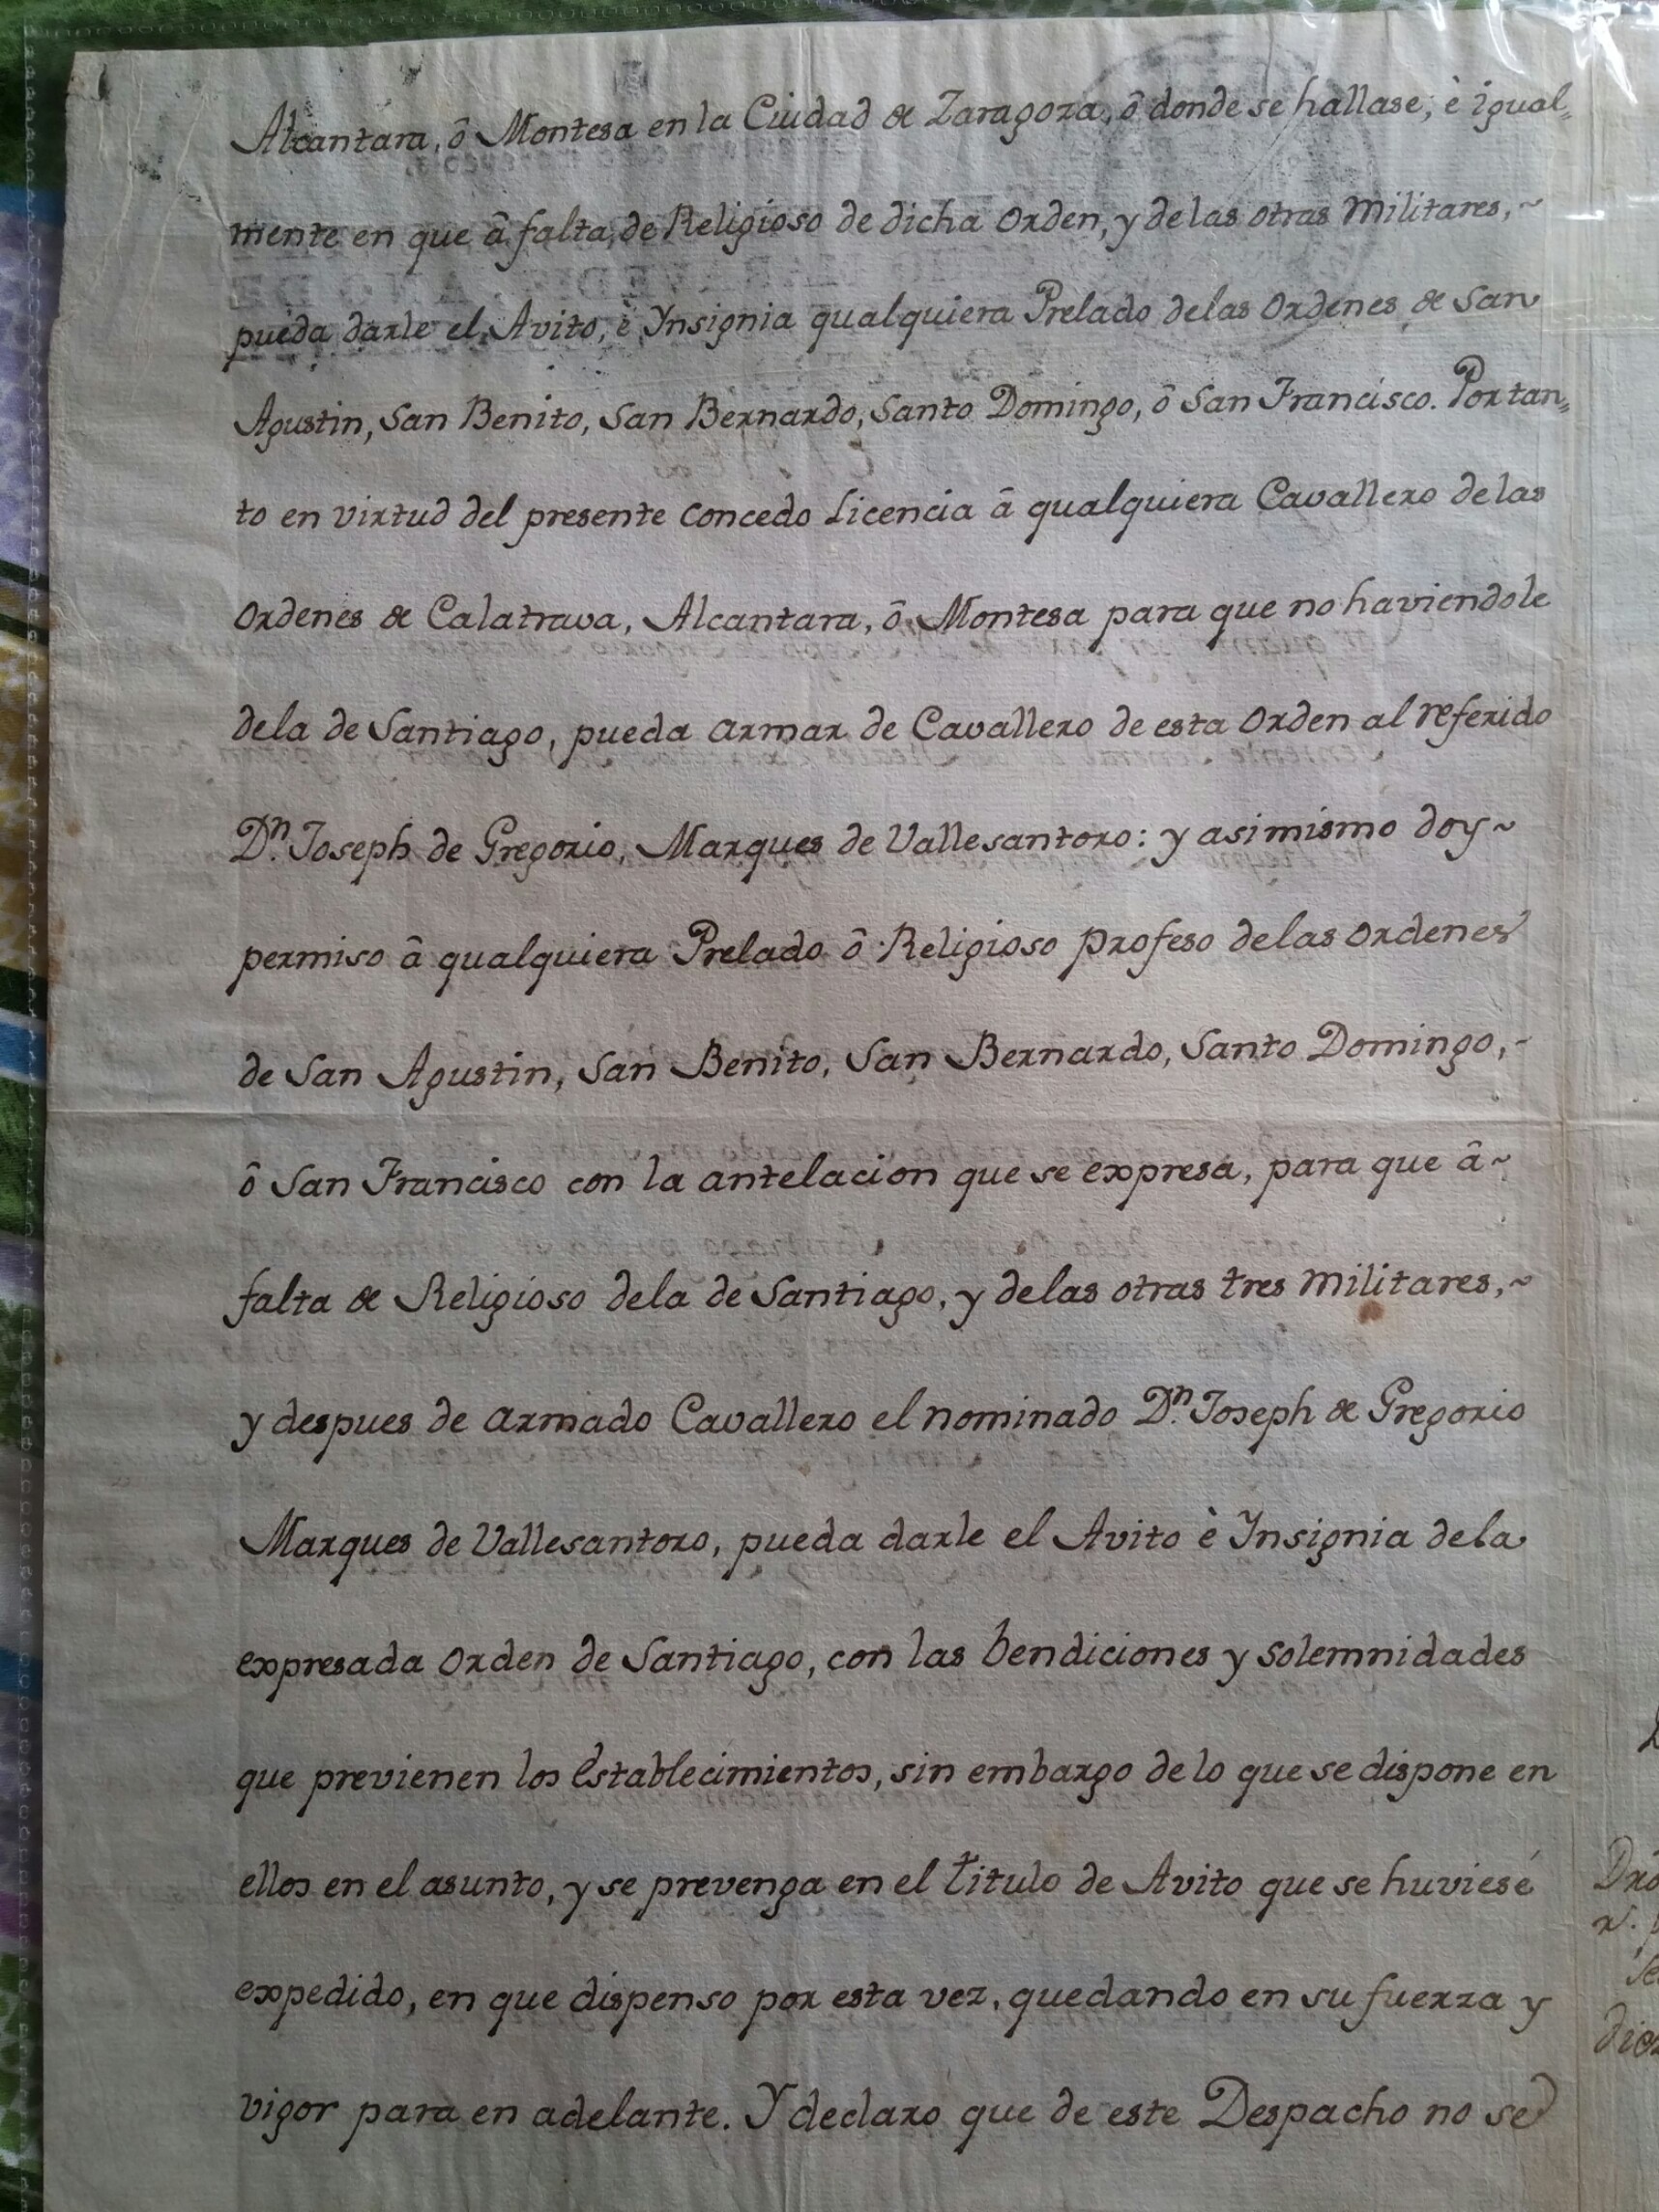 Alcantara, ô Montesa en la Ciudad de Zaragoza, ô donde se hallase, è igual=
mente en que â falta, de Religioso de dicha Orden, y delas otras Militares, ~
pueda darle el Avito, è Ynsignia qualquiera Prelado delas Ordenes de San
Agustin, San Benito, San Bernardo, Santo Domingo, ô San Francisco. Por tan=
to en virtud del presente concedo Licencia â qualquiera Cavallero delas
Ordenes de Calatrava, Alcantara, ô Montesa para que no haviendole
dela de Santiago, pueda armar de Cavallero de esta Orden al referido
Dn. Joseph de Gregorio, Marques de Vallesantoro: y asimismo doy ~
permiso â qualquiera Prelado ô Religioso Profeso delas Ordenes
de San Agustin, San Benito, San Bernardo, Santo Domingo, -
ô San Francisco con la antelacion que se expresa, para que â ~
falta de Religioso dela de Santiago, y delas otras tres Militares, ~
y despues de armado Cavallero el nominado Dn. Joseph de Gregorio
Marques de Vallesantoro, pueda darle el Avito è Ynsignia dela
expresada Orden de Santiago, con las bendiciones y solemnidades
que previenen los Establecimientos, sin embargo de lo que se dispone en
ellos en el asunto, y se prevenga en el titulo de Avito que se huviese
expedido, en que dispenso por esta vez, quedando en su fuerza y
vigor para en adelante. Y declaro que de este Despacho no se